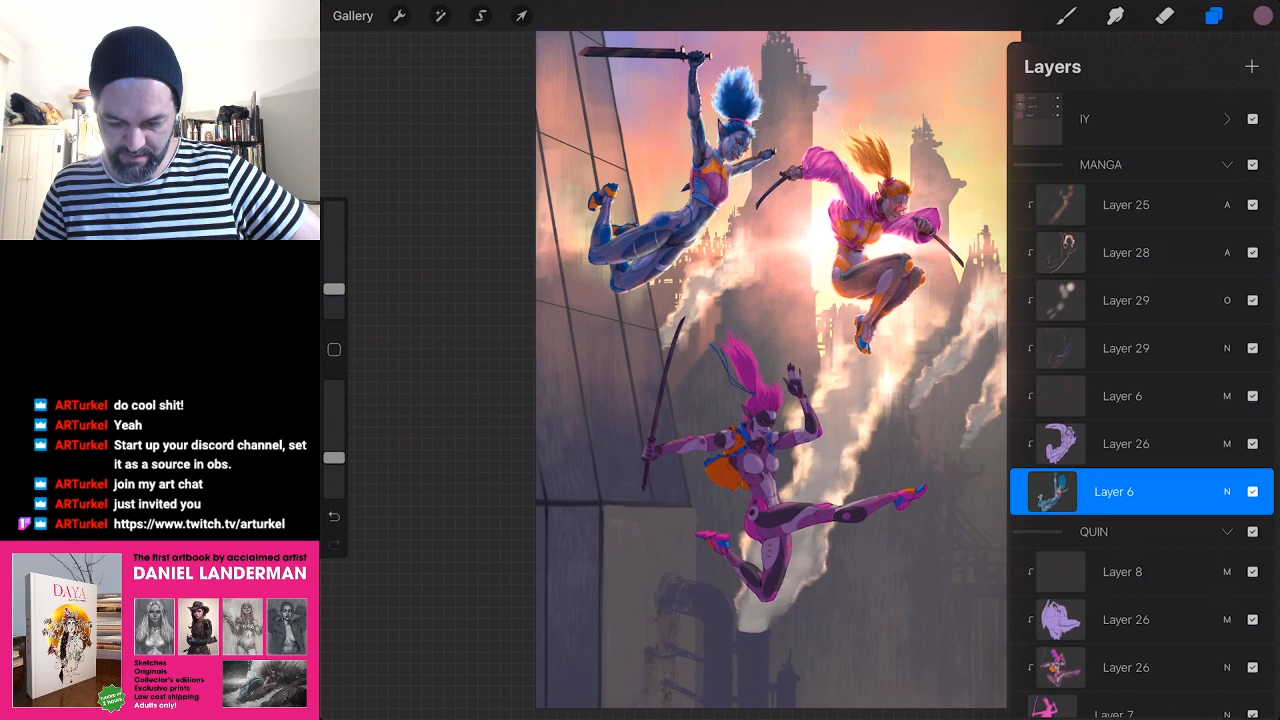 Gallery
Layers
IY
MANGA
Layer 25 A
Layer 28 A
Layer 29 O
Layer 29 N
Layer 6 M
Layer 26 M
Layer 6 N
QUIN
Layer 8 M
Layer 26 M
Layer 26 N
Layer 7 N
ARTurkel do cool shit!
ARTurkel Yeah
ARTurkel Start up your discord channel, set
it as a source in obs.
ARTurkel join my art chat
ARTurkel just invited you
ARTurkel https://www.twitch.tv/arturkel
The first artbook by acclaimed artist
DANIEL LANDERMAN
DAYA
Sketches
Originals
Collector's editions
Exclusive prints
Low cost shipping
Adults only!